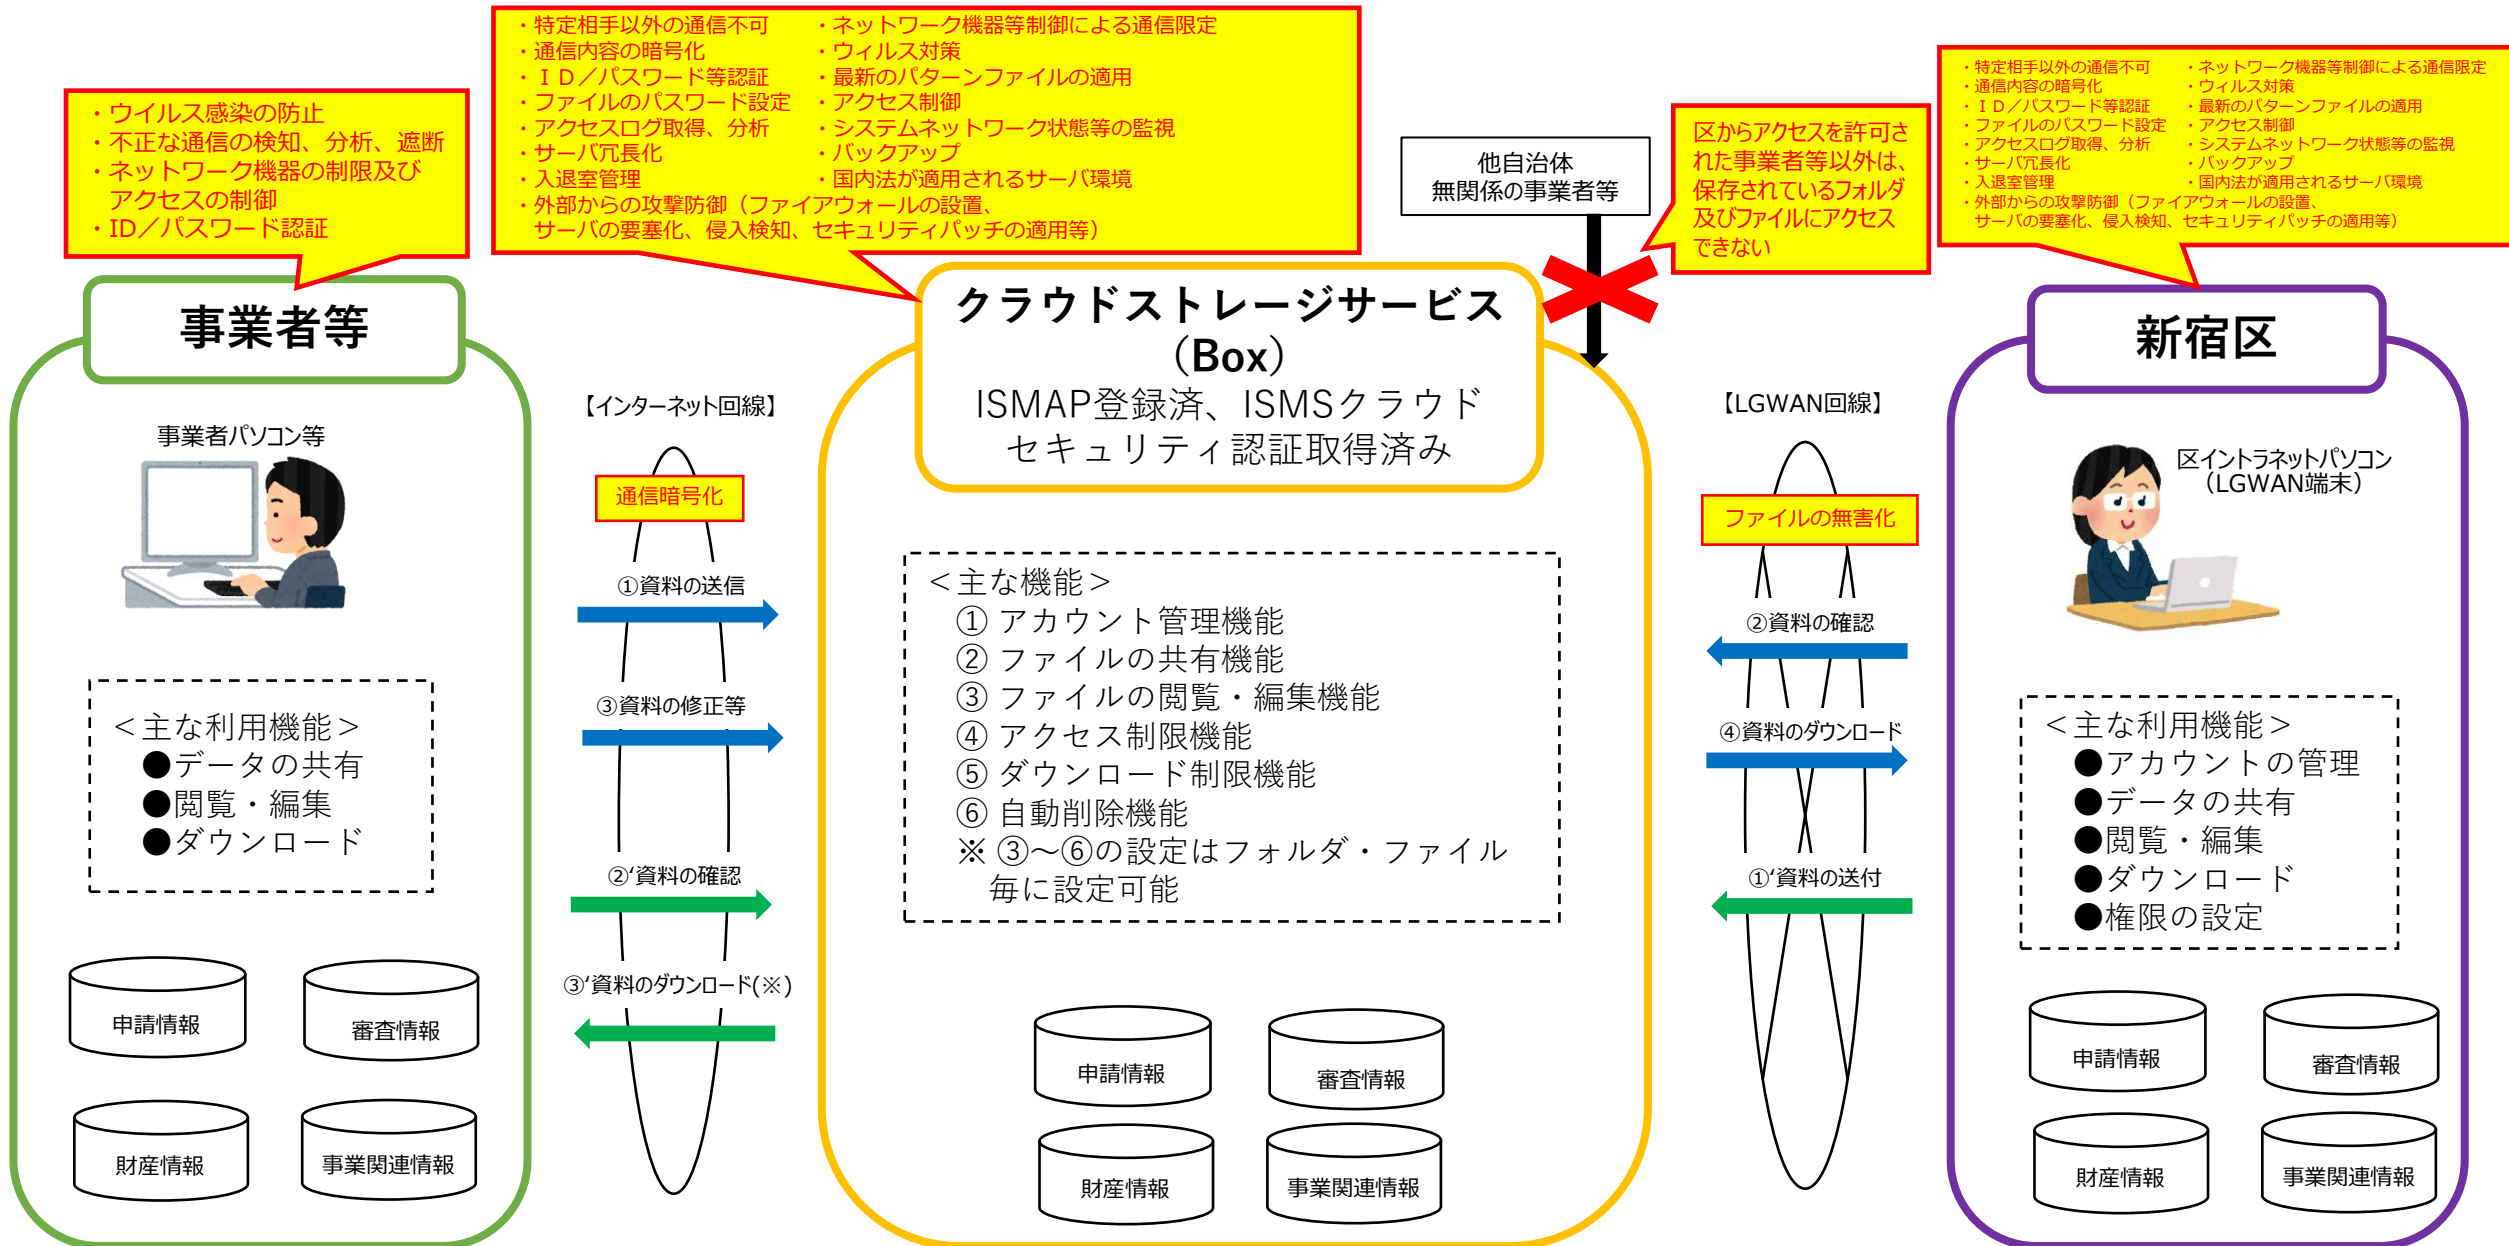 ・ウイルス感染の防止
・不正な通信の検知、分析、遮断
・ネットワーク機器の制限及び
アクセスの制御
・ID／パスワード認証
・特定相手以外の通信不可　・ネットワーク機器等制御による通信限定
・通信内容の暗号化　・ウィルス対策
・ＩＤ／パスワード等認証　・最新のパターンファイルの適用
・ファイルのパスワード設定　・アクセス制御
・アクセスログ取得、分析　・システムネットワーク状態等の監視
・サーバ冗長化　・バックアップ
・入退室管理　・国内法が適用されるサーバ環境
・外部からの攻撃防御（ファイアウォールの設置、
サーバの要塞化、侵入検知、セキュリティパッチの適用等）
他自治体
無関係の事業者等
区からアクセスを許可さ
れた事業者等以外は、
保存されているフォルダ
及びファイルにアクセス
できない
・特定相手以外の通信不可　・ネットワーク機器等制御による通信限定
・通信内容の暗号化　・ウィルス対策
・ＩＤ／パスワード等認証　・最新のパターンファイルの適用
・ファイルのパスワード設定　・アクセス制御
・アクセスログ取得、分析　・システムネットワーク状態等の監視
・サーバ冗長化　・バックアップ
・入退室管理　・国内法が適用されるサーバ環境
・外部からの攻撃防御（ファイアウォールの設置、
サーバの要塞化、侵入検知、セキュリティパッチの適用等）
事業者等
事業者パソコン等
＜主な利用機能＞
●データの共有
●閲覧・編集
●ダウンロード
申請情報
審査情報
財産情報
事業関連情報
【インターネット回線】
通信暗号化
①資料の送信
③資料の修正等
②‘資料の確認
③‘資料のダウンロード(※)
クラウドストレージサービス
（Box）
ISMAP登録済、ISMSクラウド
セキュリティ認証取得済み
＜主な機能＞
① アカウント管理機能
② ファイルの共有機能
③ ファイルの閲覧・編集機能
④ アクセス制限機能
⑤ ダウンロード制限機能
⑥ 自動削除機能
※ ③～⑥の設定はフォルダ・ファイル
毎に設定可能
申請情報
審査情報
財産情報
事業関連情報
【LGWAN回線】
ファイルの無害化
②資料の確認
④資料のダウンロード
①‘資料の送付
新宿区
区イントラネットパソコン
（LGWAN端末）
＜主な利用機能＞
●アカウントの管理
●データの共有
●閲覧・編集
●ダウンロード
●権限の設定
申請情報
審査情報
財産情報
事業関連情報